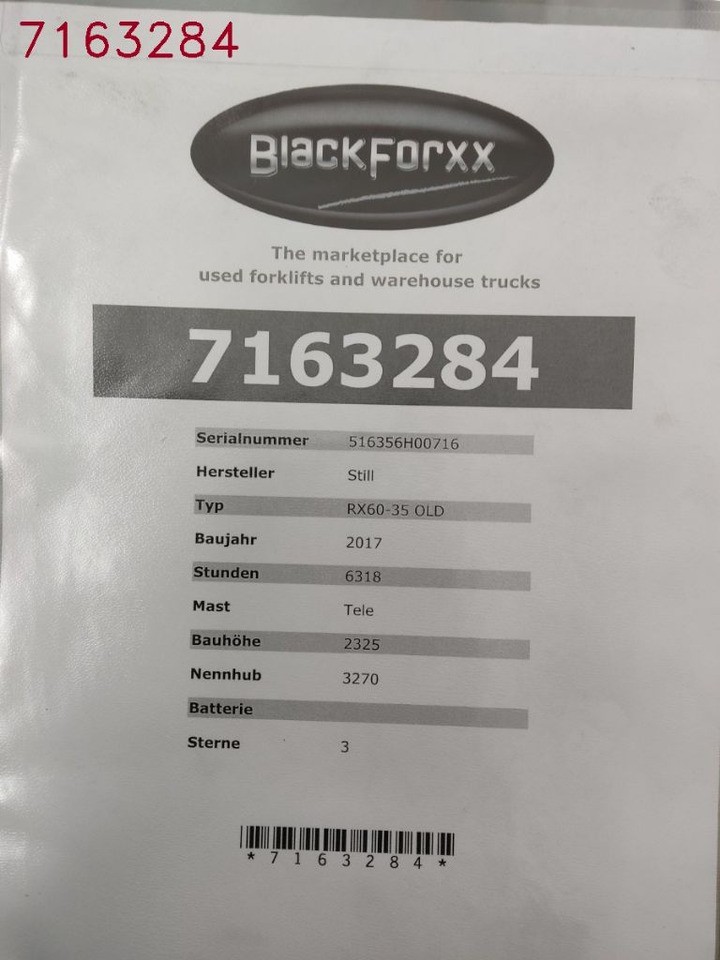 7163284
BlackForxx
The marketplace for
used forklifts and warehouse trucks
7163284
Serialnummer 516356H00716
Hersteller Still
Typ RX60-35 OLD
Baujahr 2017
Stunden 6318
Mast Tele
Bauhöhe 2325
Nennhub 3270
Batterie
Sterne 3
*7163284*